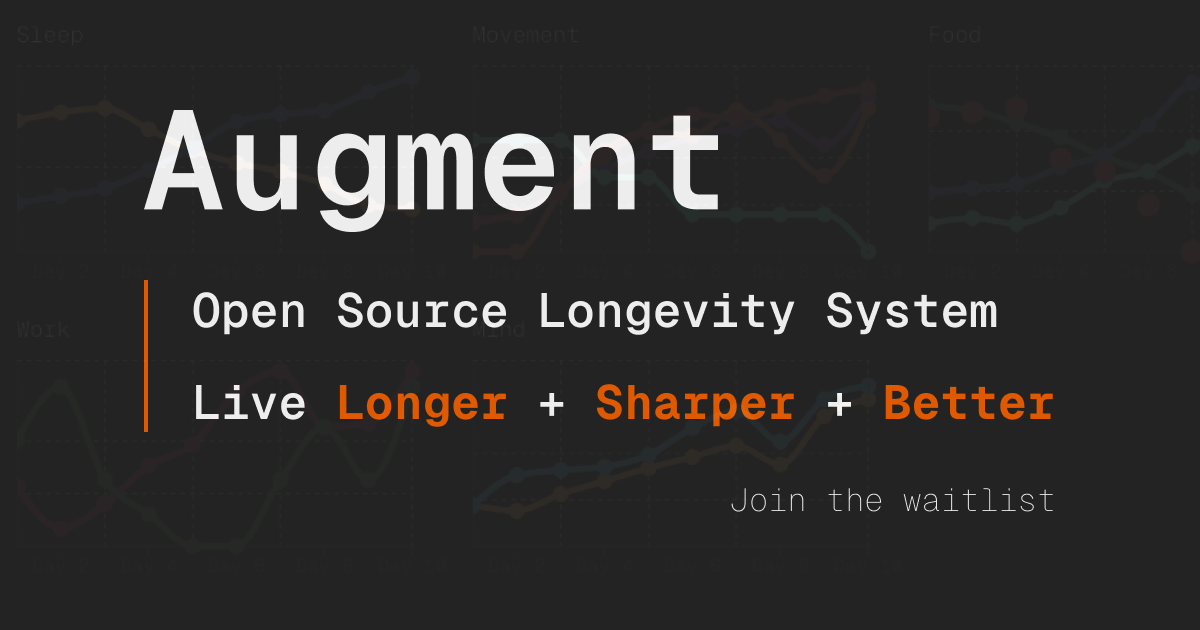 Sleep
Movement
Food
Augment
Open Source Longevity System
Work
Mind
Live Longer + Sharper + Better
Join the waitlist